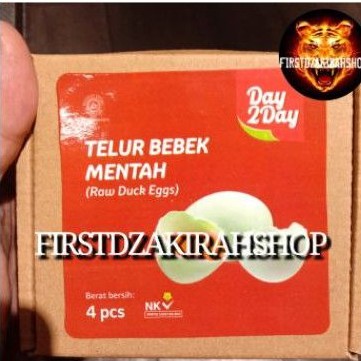 FIRSTDZAKIRAHSHOP
Day
2Day
TELUR BEBEK
MENTAH
(Raw Duck Eggs)
FIRSTDZAKIRAHSHOP
Berat bersih:
4 pcs
NKV